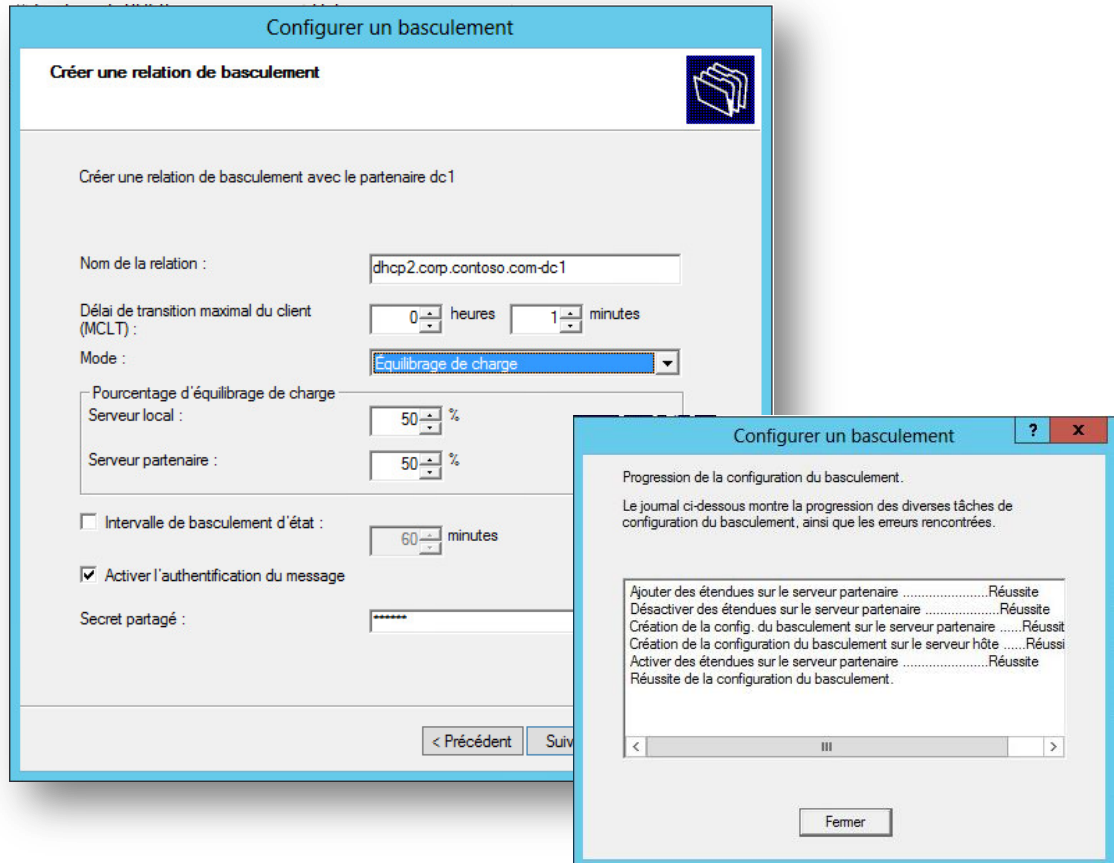 Configurer un basculement
Créer une relation de basculement
Créer une relation de basculement avec le partenaire dc1
Nom de la relation :
dhcp2.corp.contoso.com-dc1
Délai de transition maximal du client
(MCLT) :
0 heures 1 minutes
Mode :
Équilibrage de charge
Pourcentage d'équilibrage de charge
Serveur local :
50 %
Serveur partenaire :
50 %
Intervalle de basculement d'état :
60 minutes
Activer l'authentification du message
Secret partagé :
******
< Précédent
Suiv
Configurer un basculement
? x
Progression de la configuration du basculement.
Le journal ci-dessous montre la progression des diverses tâches de
configuration du basculement, ainsi que les erreurs rencontrées.
Ajouter des étendues sur le serveur partenaire ......................Réussite
Désactiver des étendues sur le serveur partenaire ...................Réussite
Création de la config. du basculement sur le serveur partenaire ......Réussit
Création de la configuration du basculement sur le serveur hôte ......Réussi
Activer des étendues sur le serveur partenaire ......................Réussite
Réussite de la configuration du basculement.
Fermer